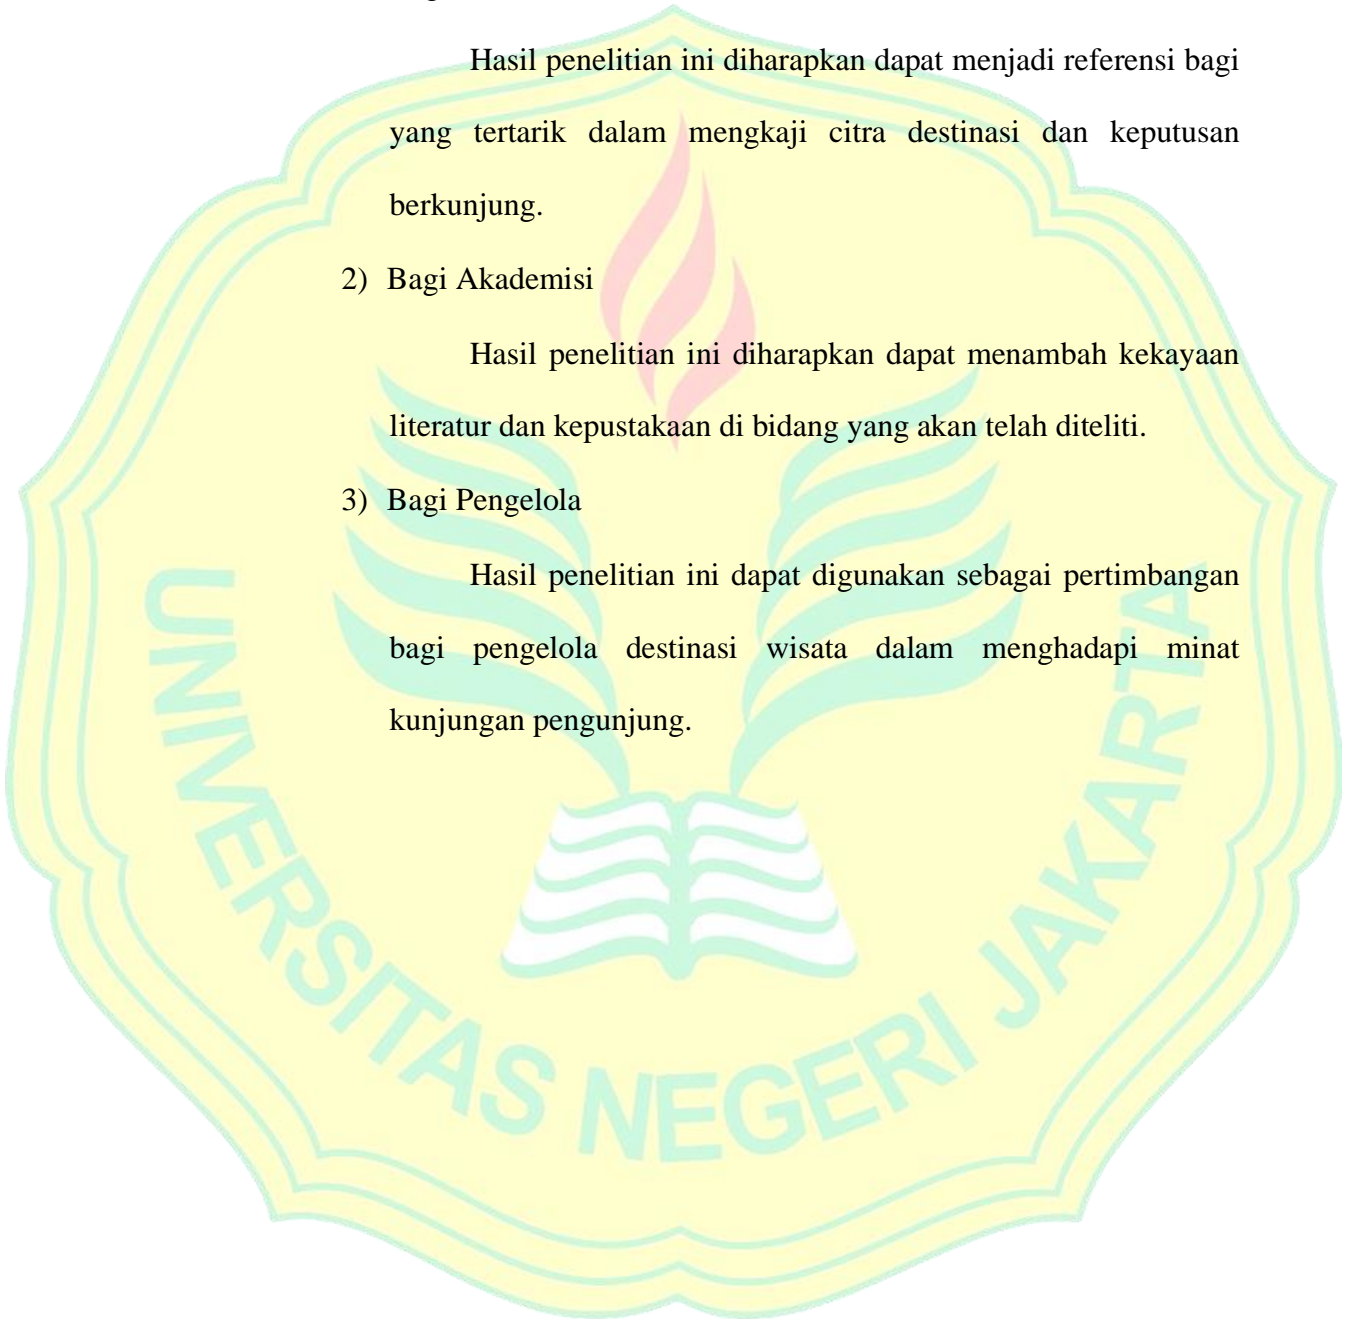 Hasil penelitian ini diharapkan dapat menjadi referensi bagi
yang tertarik dalam mengkaji citra destinasi dan keputusan
berkunjung.
2) Bagi Akademisi
Hasil penelitian ini diharapkan dapat menambah kekayaan
literatur dan kepustakaan di bidang yang akan telah diteliti.
3) Bagi Pengelola
Hasil penelitian ini dapat digunakan sebagai pertimbangan
bagi pengelola destinasi wisata dalam menghadapi minat
kunjungan pengunjung.
UNIVERSITAS NEGERI JAKARTA